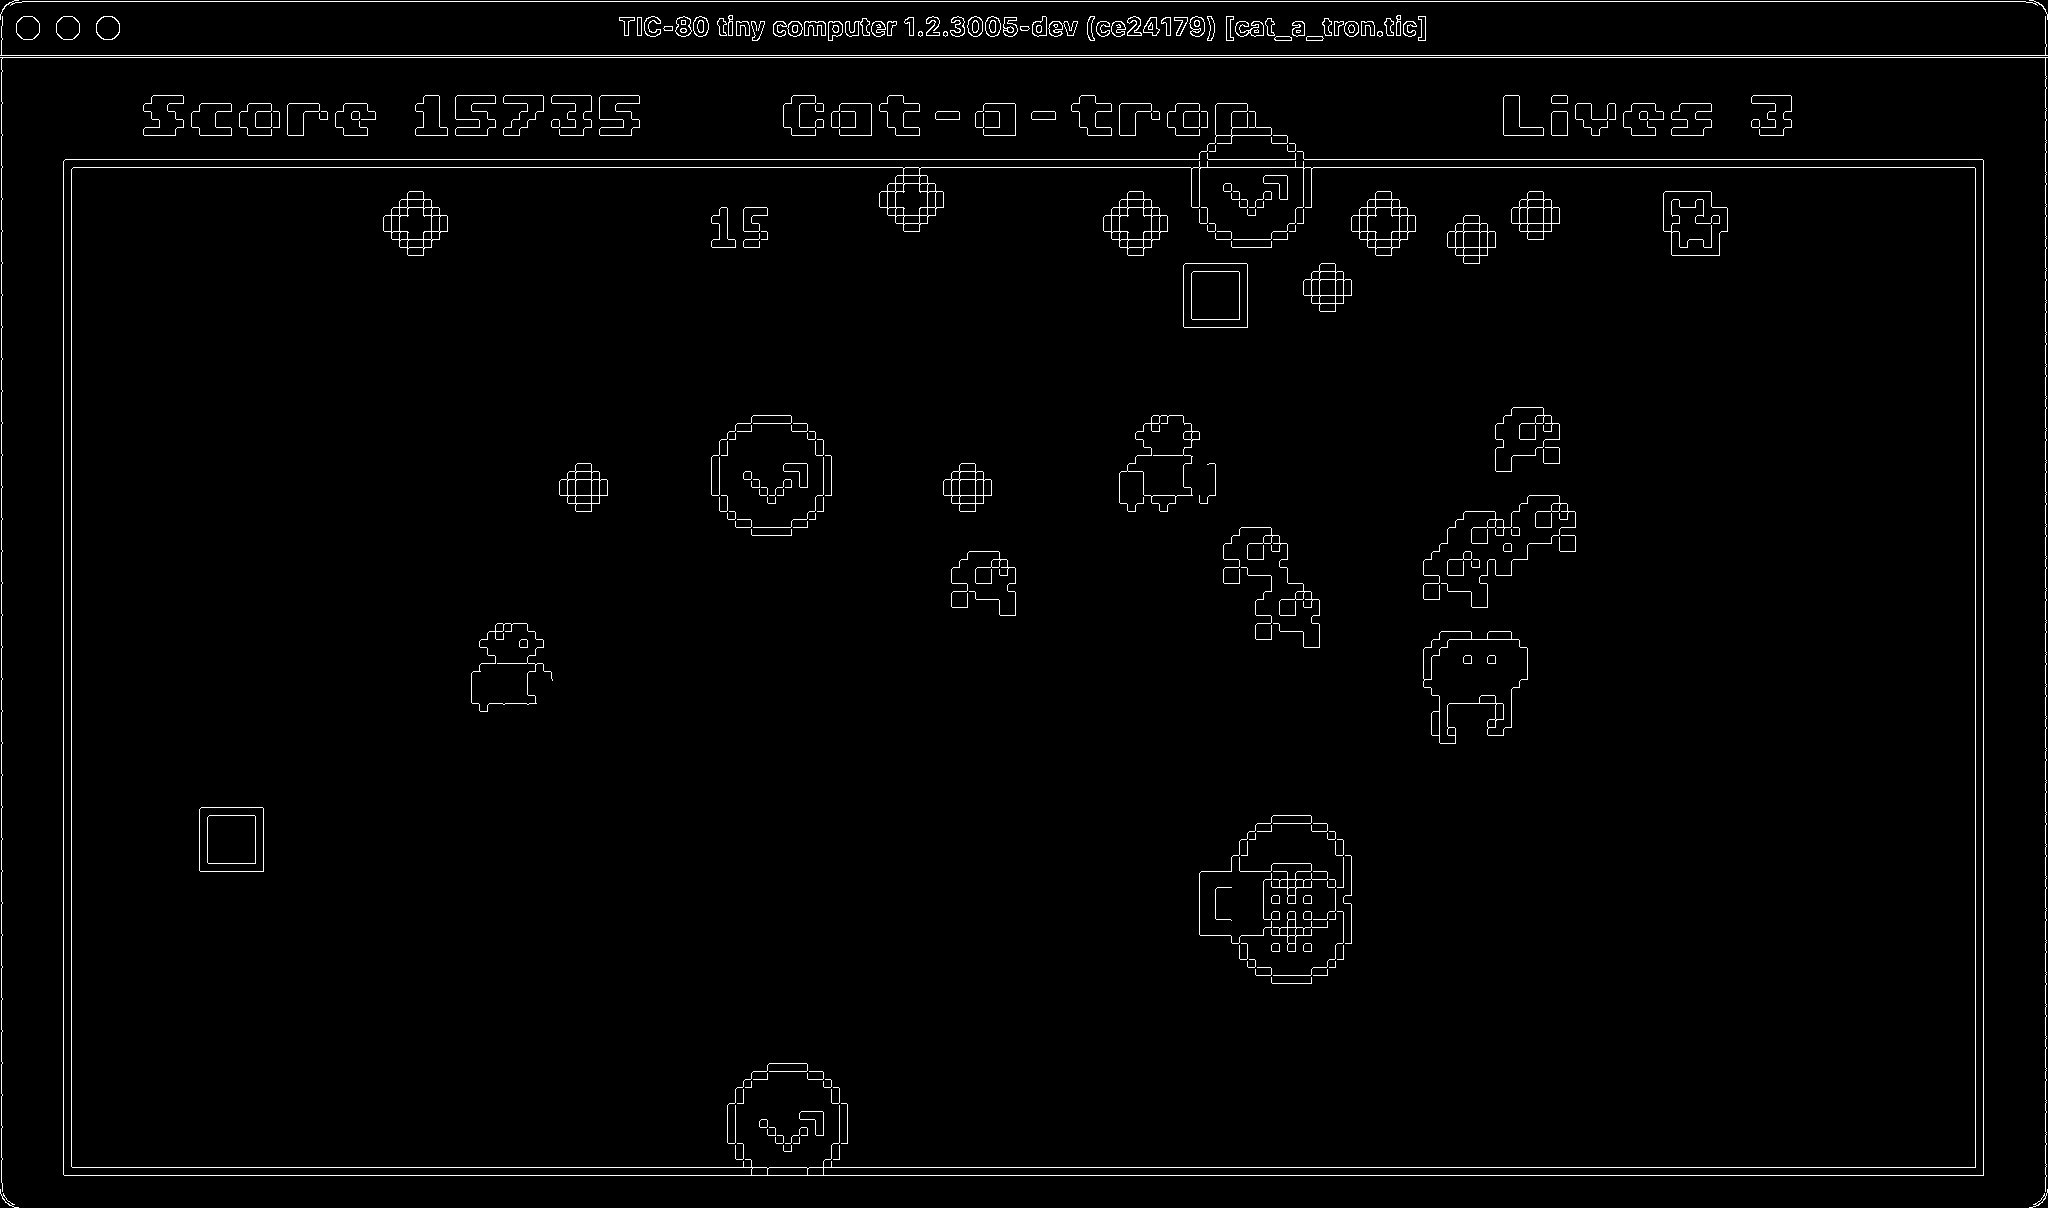 TIC-80 tiny computer 1.2.3005-dev (ce24179) [cat_a_tron.tic]
Score 15735 Cat-a-tron Lives 3
15